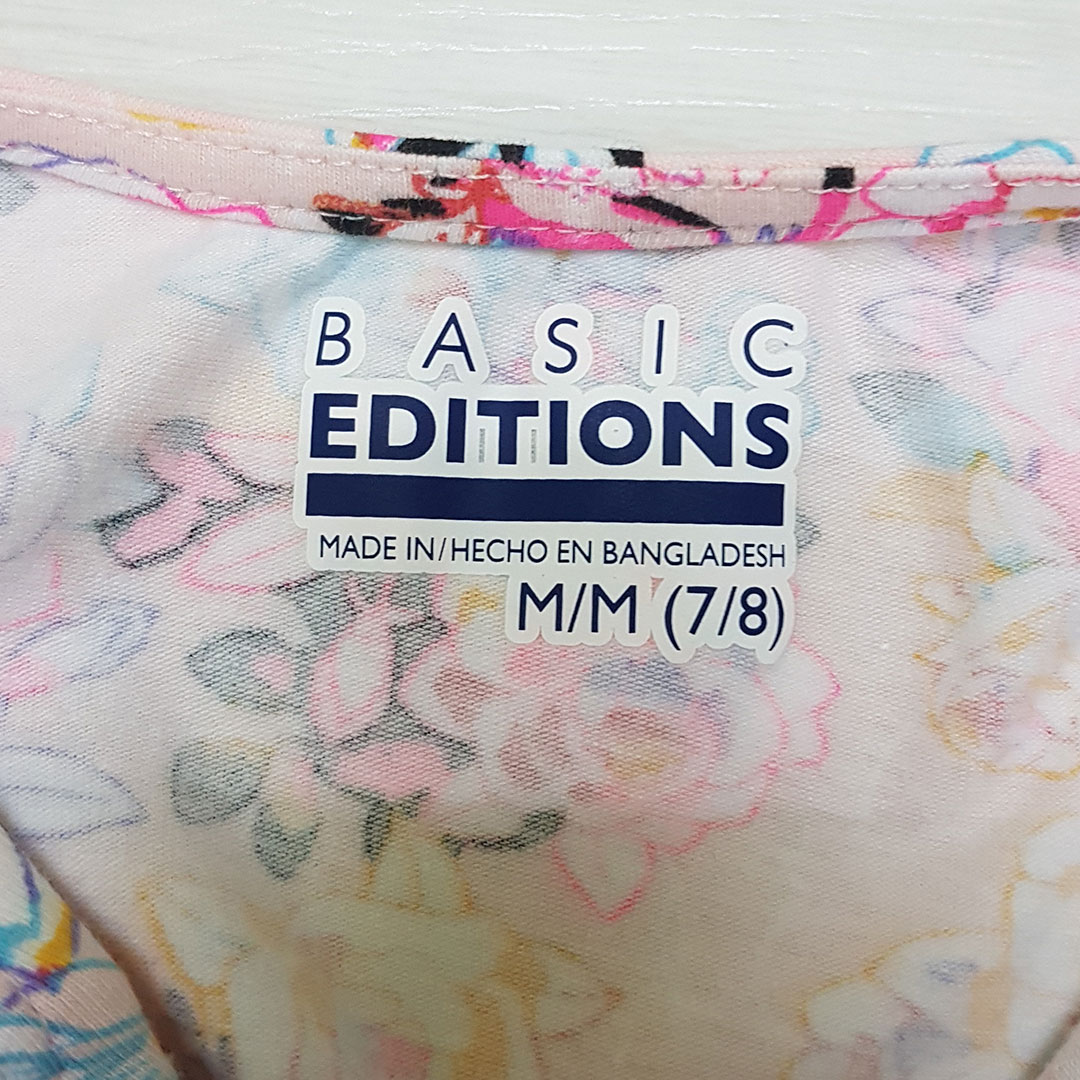 BASIC
EDITIONS
MADE IN/HECHO EN BANGLADESH
M/M (7/8)